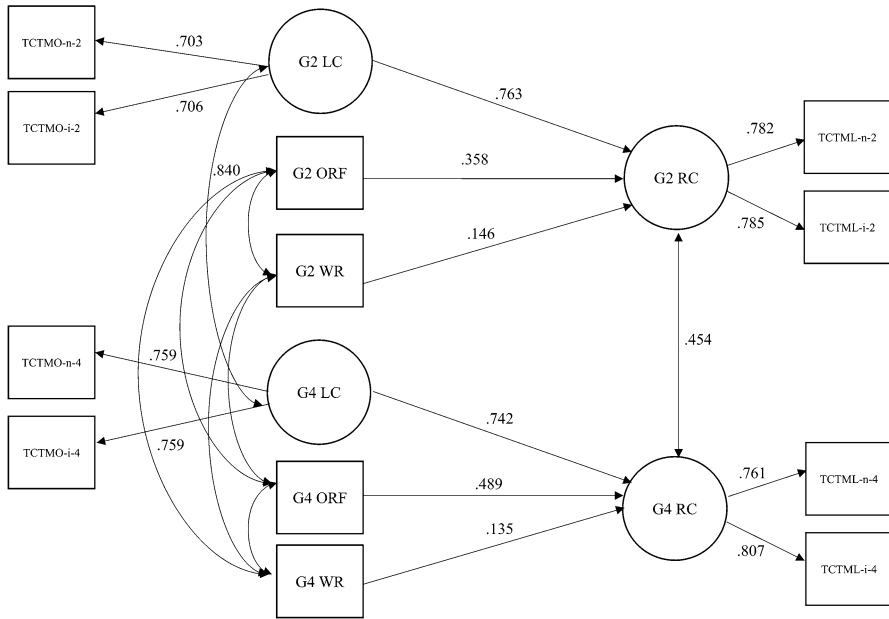 TCTMO-n-2
.703
G2 LC
TCTMO-i-2
.706
.763
.782
TCTML-n-2
.840
G2 ORF
.358
G2 RC
.785
TCTML-i-2
G2 WR
.146
.454
TCTMO-n-4
.759
G4 LC
TCTMO-i-4
.759
.742
.761
TCTML-n-4
G4 ORF
.489
G4 RC
.807
TCTML-i-4
G4 WR
.135